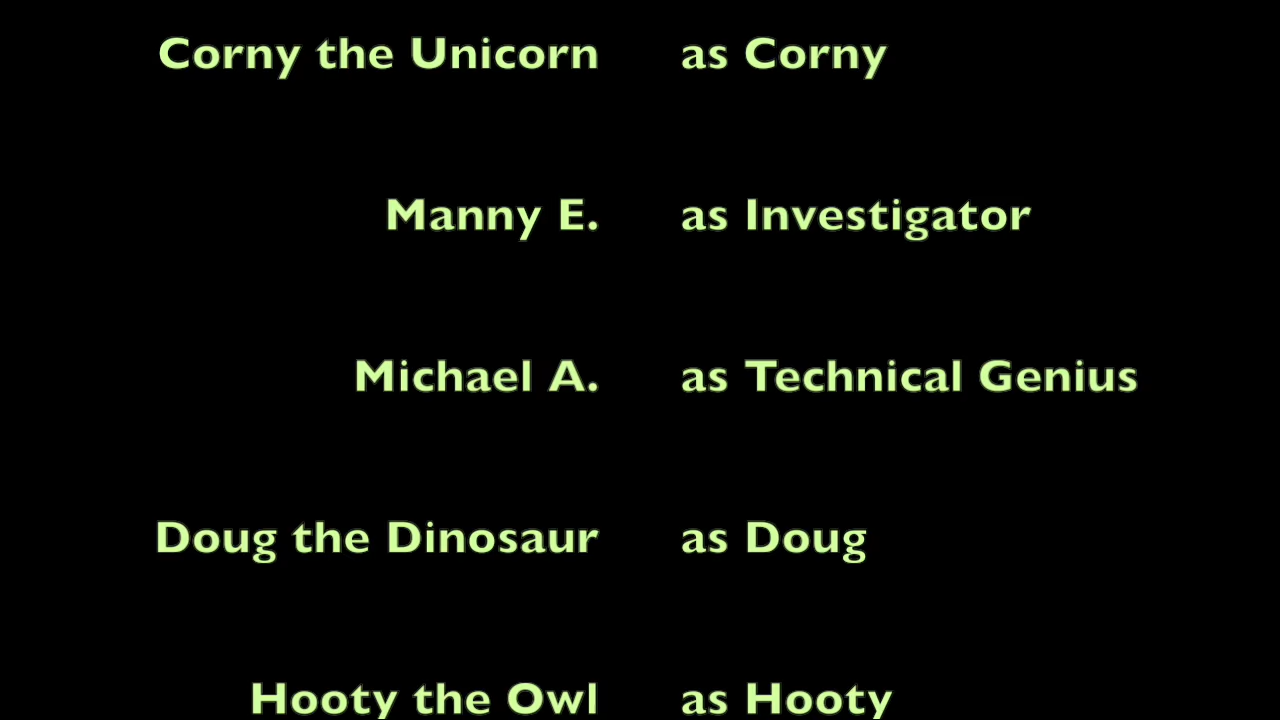 Corny the Unicorn as Corny
Manny E. as Investigator
Michael A. as Technical Genius
Doug the Dinosaur as Doug
Hooty the Owl as Hooty